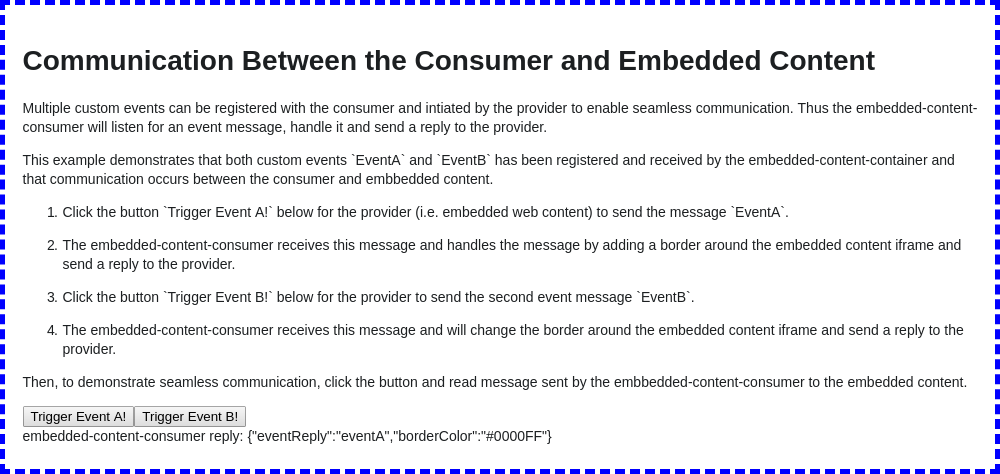 Communication Between the Consumer and Embedded Content
Multiple custom events can be registered with the consumer and intiated by the provider to enable seamless communication. Thus the embedded-content-
consumer will listen for an event message, handle it and send a reply to the provider.
This example demonstrates that both custom events `EventA` and `EventB` has been registered and received by the embedded-content-container and
that communication occurs between the consumer and embbedded content.
1. Click the button `Trigger Event A!` below for the provider (i.e. embedded web content) to send the message `EventA`.
2. The embedded-content-consumer receives this message and handles the message by adding a border around the embedded content iframe and
send a reply to the provider.
3. Click the button `Trigger Event B!` below for the provider to send the second event message `EventB`.
4. The embedded-content-consumer receives this message and will change the border around the embedded content iframe and send a reply to the
provider.
Then, to demonstrate seamless communication, click the button and read message sent by the embbedded-content-consumer to the embedded content.
Trigger Event A! Trigger Event B!
embedded-content-consumer reply: {"eventReply":"eventA","borderColor":"#0000FF"}